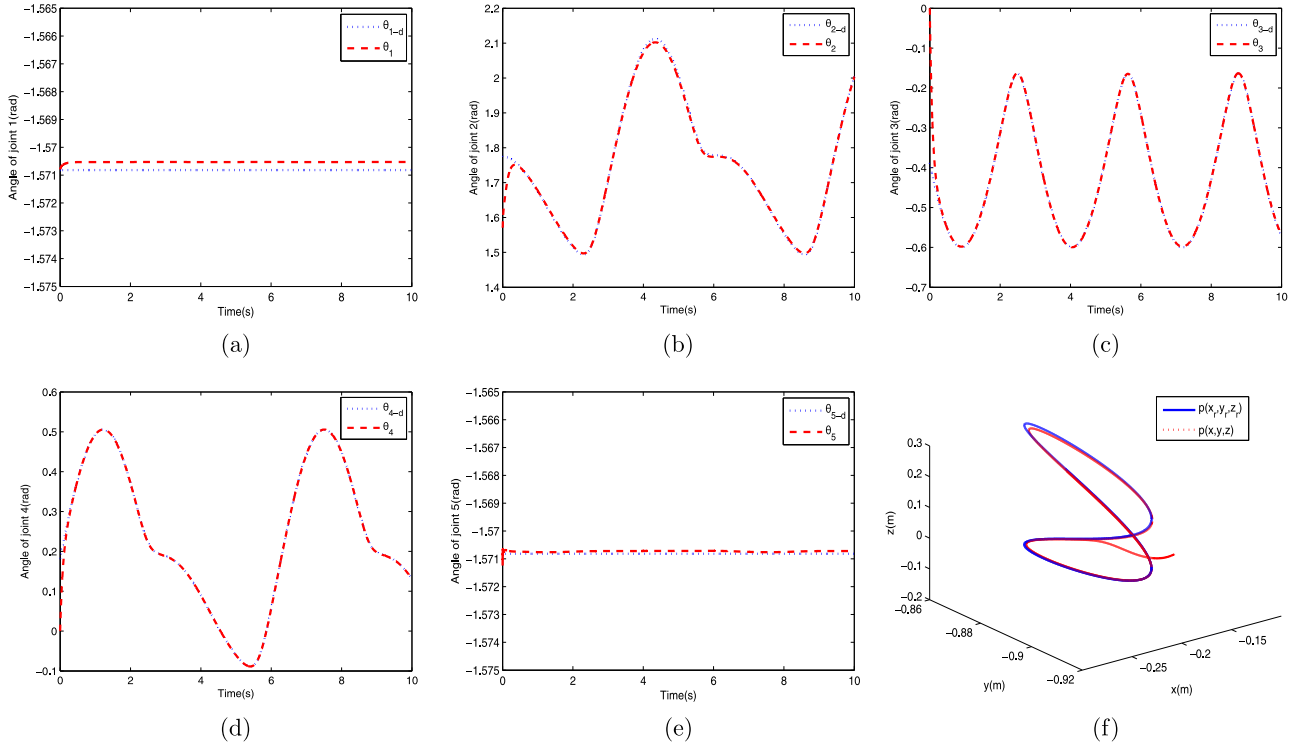 −1.565
−1.566
−1.567
−1.568
−1.569
−1.57
−1.571
−1.572
−1.573
−1.574
−1.575
0 2 4 6 8 10
Time(s)
Angle of joint 1(rad)
θ1−d
θ1
(a)
2.2
2.1
2
1.9
1.8
1.7
1.6
1.5
1.4
0 2 4 6 8 10
Time(s)
Angle of joint 2(rad)
θ2−d
θ2
(b)
0
−0.1
−0.2
−0.3
−0.4
−0.5
−0.6
−0.7
0 2 4 6 8 10
Time(s)
Angle of joint 3(rad)
θ3−d
θ3
(c)
0.6
0.5
0.4
0.3
0.2
0.1
0
−0.1
0 2 4 6 8 10
Time(s)
Angle of joint 4(rad)
θ4−d
θ4
(d)
−1.565
−1.566
−1.567
−1.568
−1.569
−1.57
−1.571
−1.572
−1.573
−1.574
−1.575
0 2 4 6 8 10
Time(s)
Angle of joint 5(rad)
θ5−d
θ5
(e)
p(xr,yr,zr)
p(x,y,z)
0.3
0.2
0.1
0
−0.1
−0.2
z(m)
−0.86
−0.88
−0.9
−0.92
y(m)
−0.25
−0.2
−0.15
x(m)
(f)